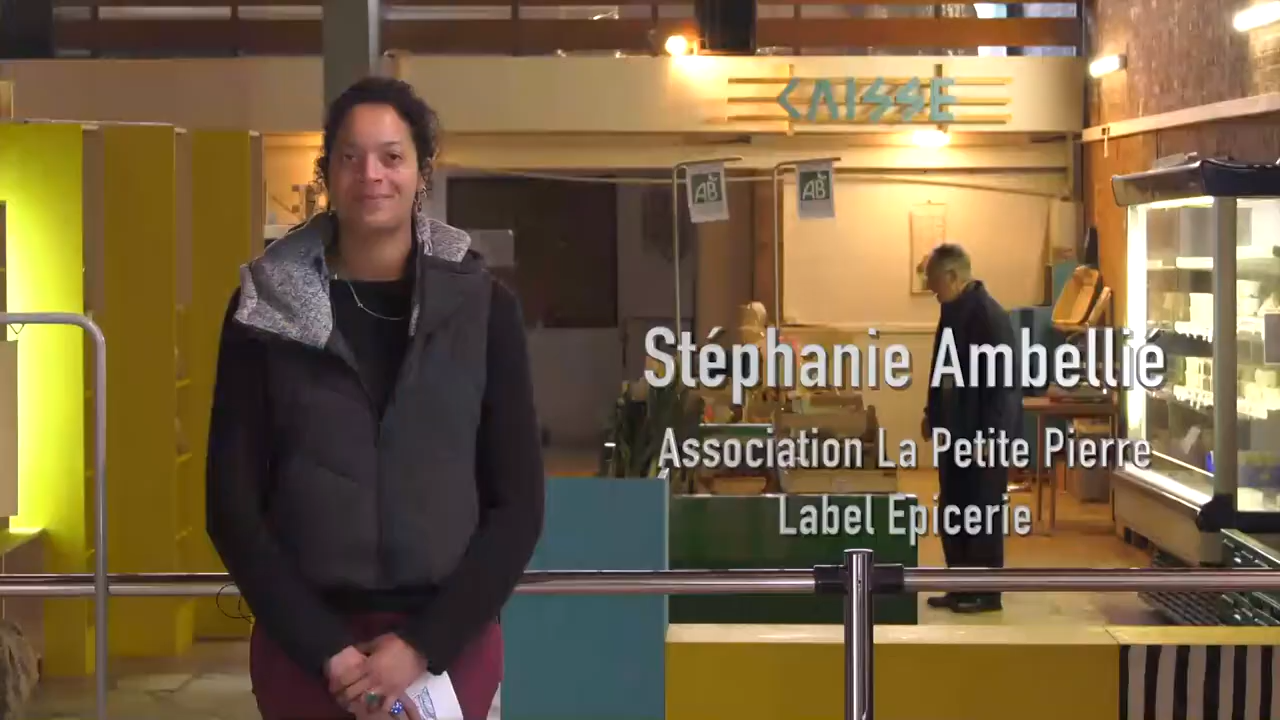 CAISSE
AB AB
Stéphanie Ambellié
Association La Petite Pierre
Label Epicerie